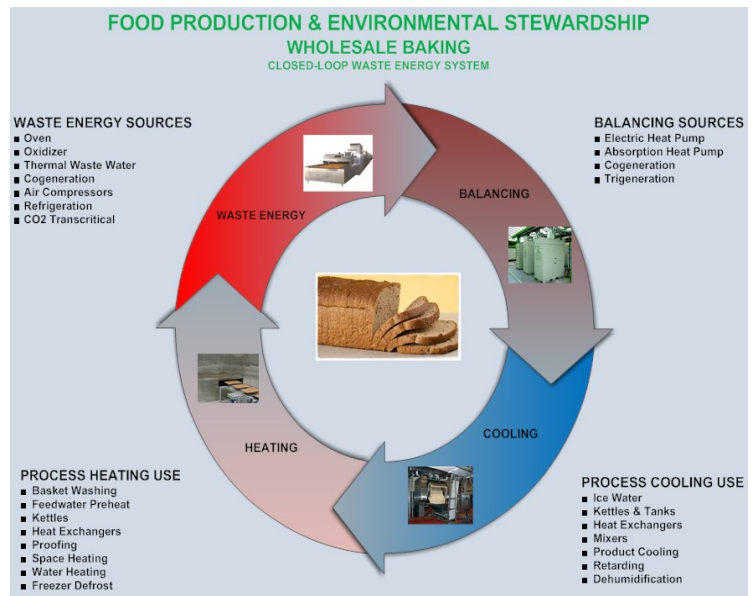 FOOD PRODUCTION & ENVIRONMENTAL STEWARDSHIP
WHOLESALE BAKING
CLOSED-LOOP WASTE ENERGY SYSTEM
WASTE ENERGY SOURCES
Oven
Oxidizer
Thermal Waste Water
Cogeneration
Air Compressors
Refrigeration
CO2 Transcritical
BALANCING SOURCES
Electric Heat Pump
Absorption Heat Pump
Cogeneration
Trigeneration
WASTE ENERGY
BALANCING
HEATING
COOLING
PROCESS HEATING USE
Basket Washing
Feedwater Preheat
Kettles
Heat Exchangers
Proofing
Space Heating
Water Heating
Freezer Defrost
PROCESS COOLING USE
Ice Water
Kettles & Tanks
Heat Exchangers
Mixers
Product Cooling
Retarding
Dehumidification